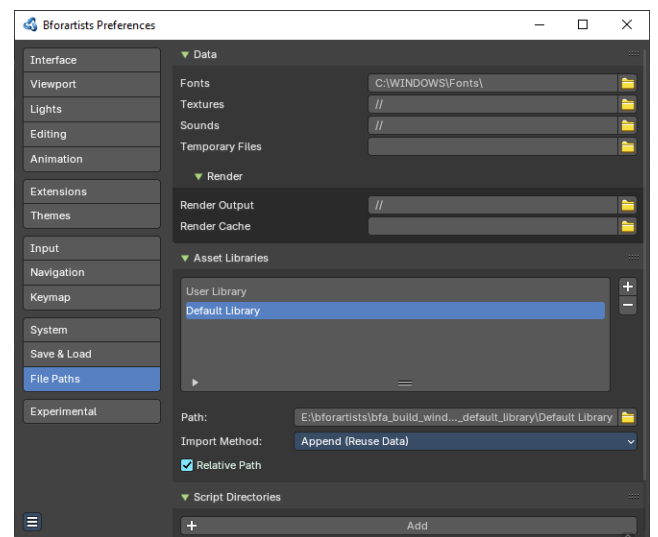 Bforartists Preferences
Interface
Viewport
Lights
Editing
Animation
Extensions
Themes
Input
Navigation
Keymap
System
Save & Load
File Paths
Experimental
Data
Fonts C:\WINDOWS\Fonts\
Textures //
Sounds //
Temporary Files
Render
Render Output //
Render Cache
Asset Libraries
User Library
Default Library
Path: E:\bforartists\bfa_build_wind..._default_library\Default Library
Import Method: Append (Reuse Data)
Relative Path
Script Directories
Add